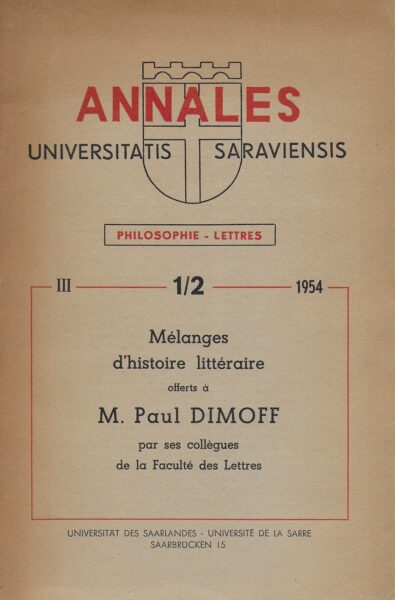 ANNALES
UNIVERSITATIS SARAVIENSIS
PHILOSOPHIE - LETTRES
III 1/2 1954
Mélanges
d'histoire littéraire
offerts à
M. Paul DIMOFF
par ses collègues
de la Faculté des Lettres
UNIVERSITÄT DES SAARLANDES - UNIVERSITÉ DE LA SARRE
SAARBRÜCKEN 15